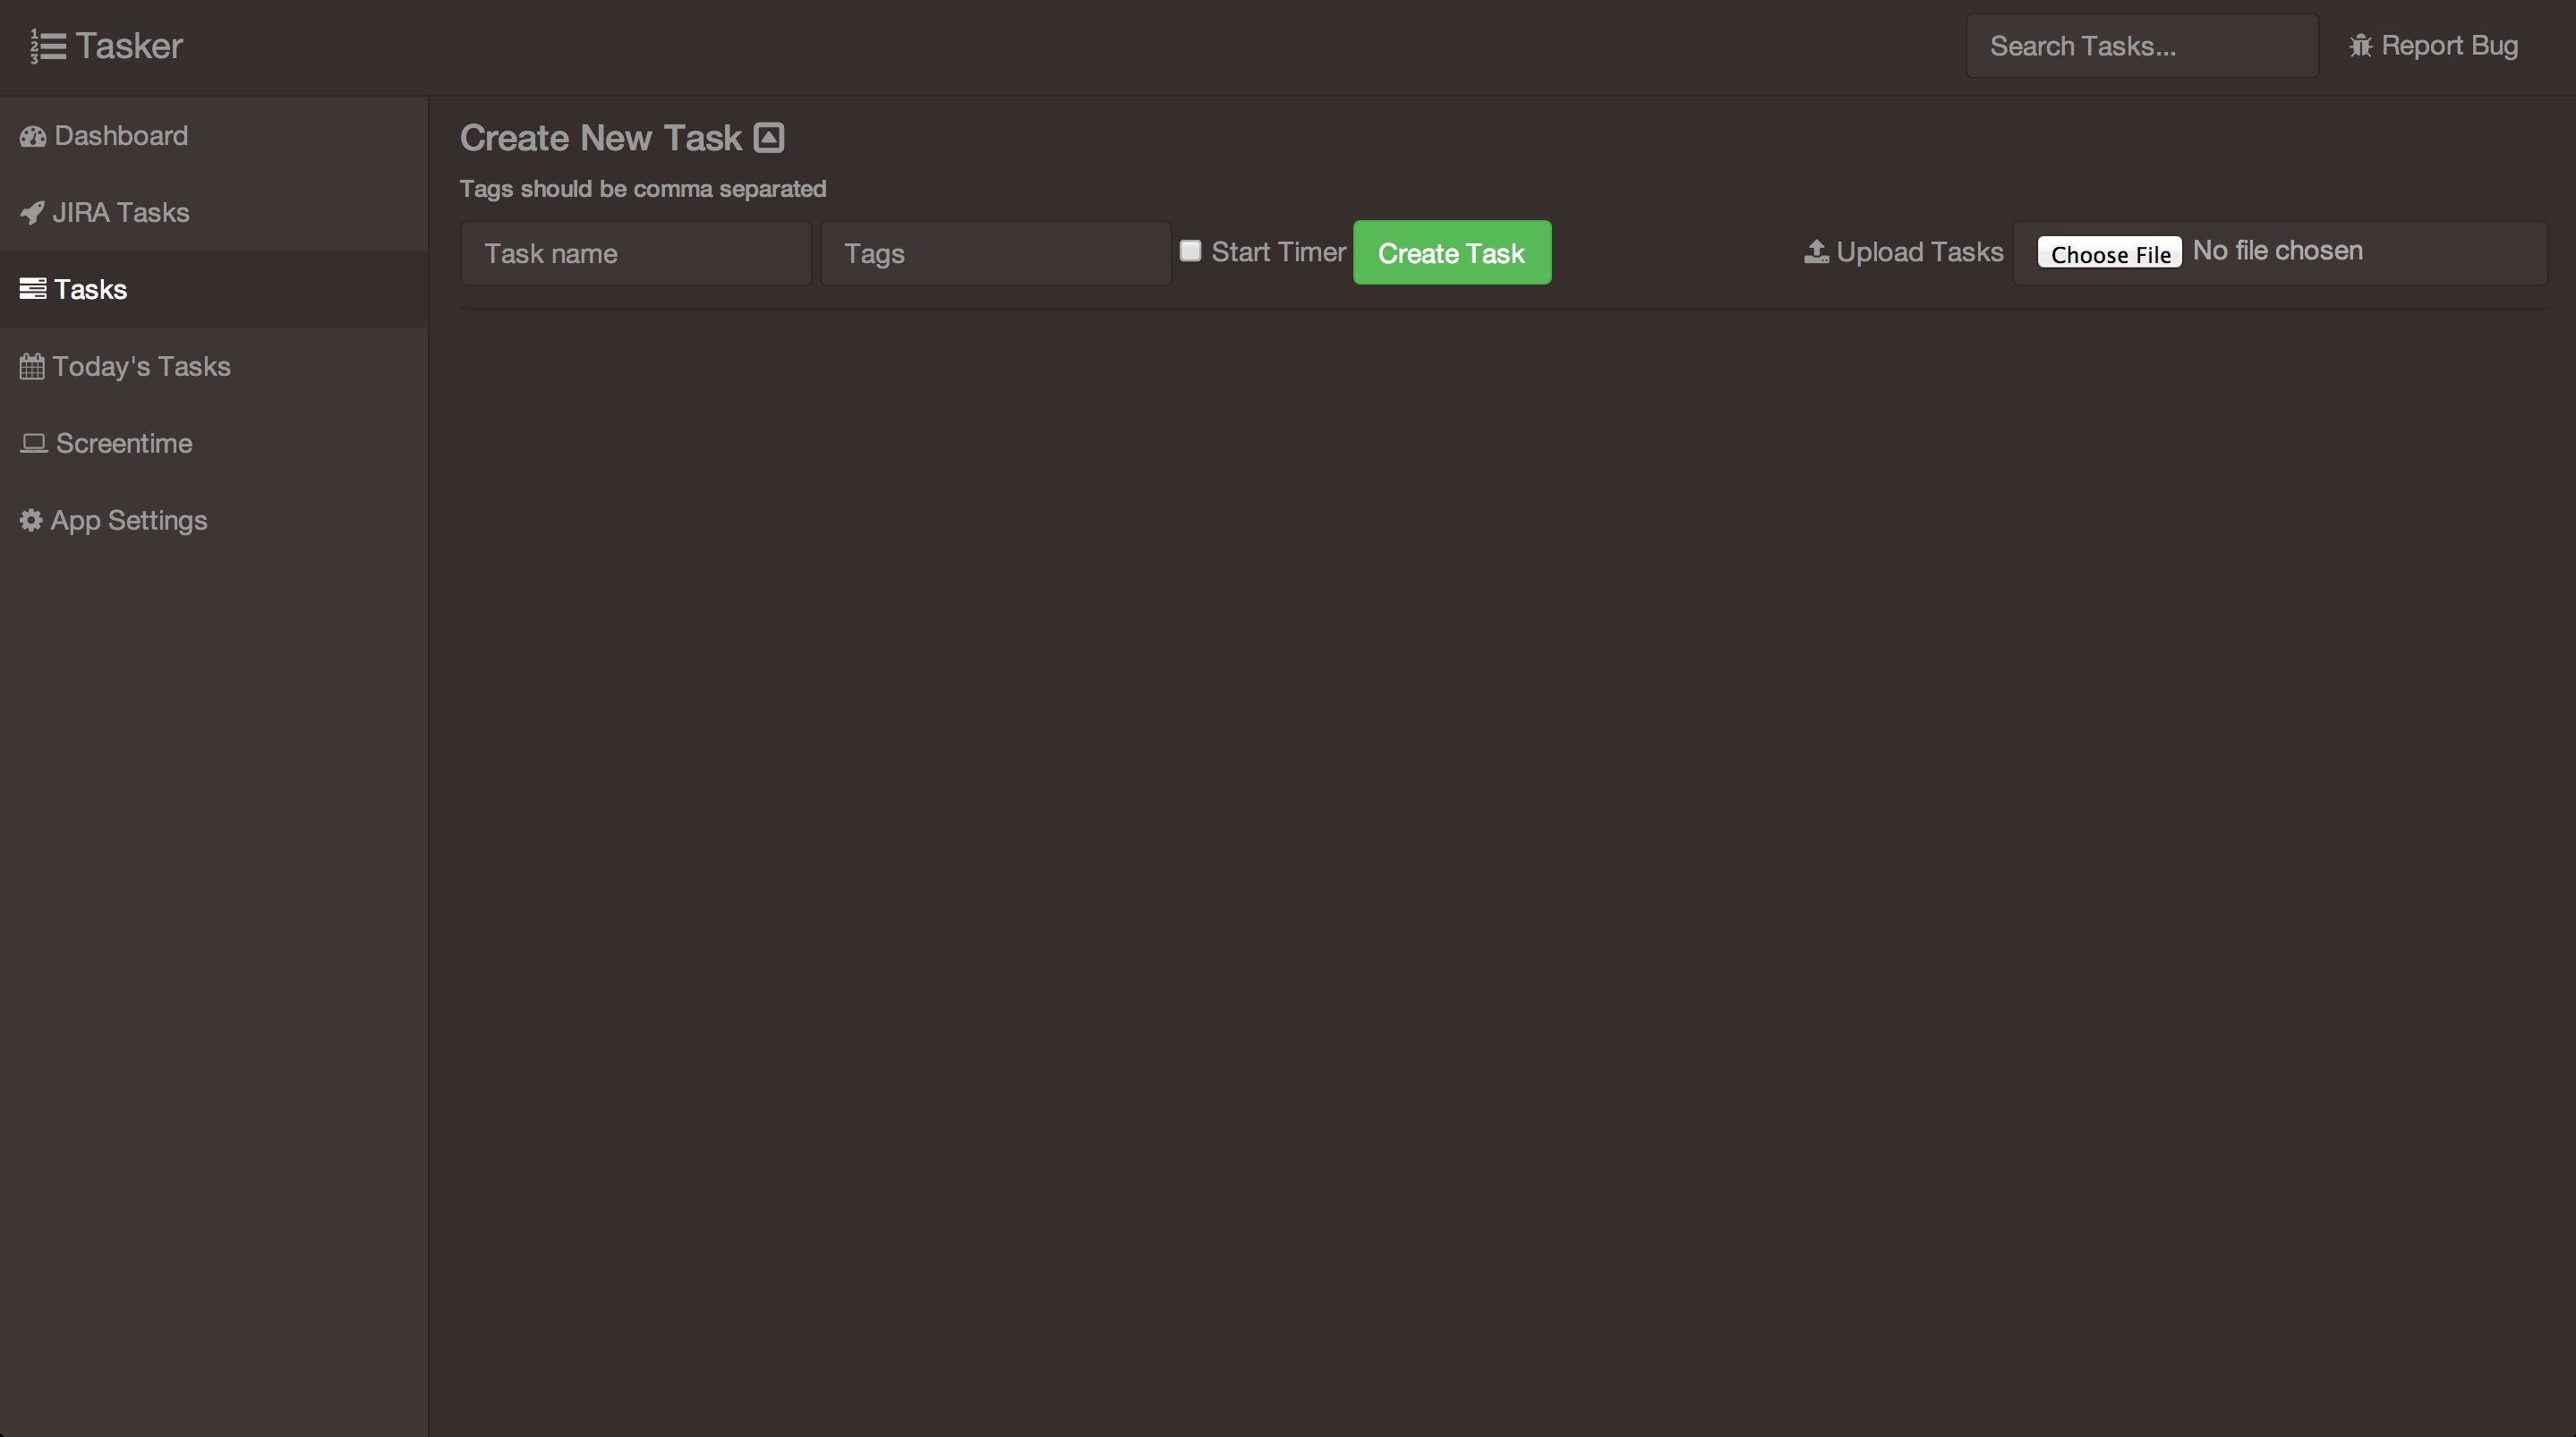 Tasker
Search Tasks...
Report Bug
Dashboard
JIRA Tasks
Tasks
Today's Tasks
Screentime
App Settings
Create New Task
Tags should be comma separated
Task name
Tags
Start Timer
Create Task
Upload Tasks
Choose File No file chosen